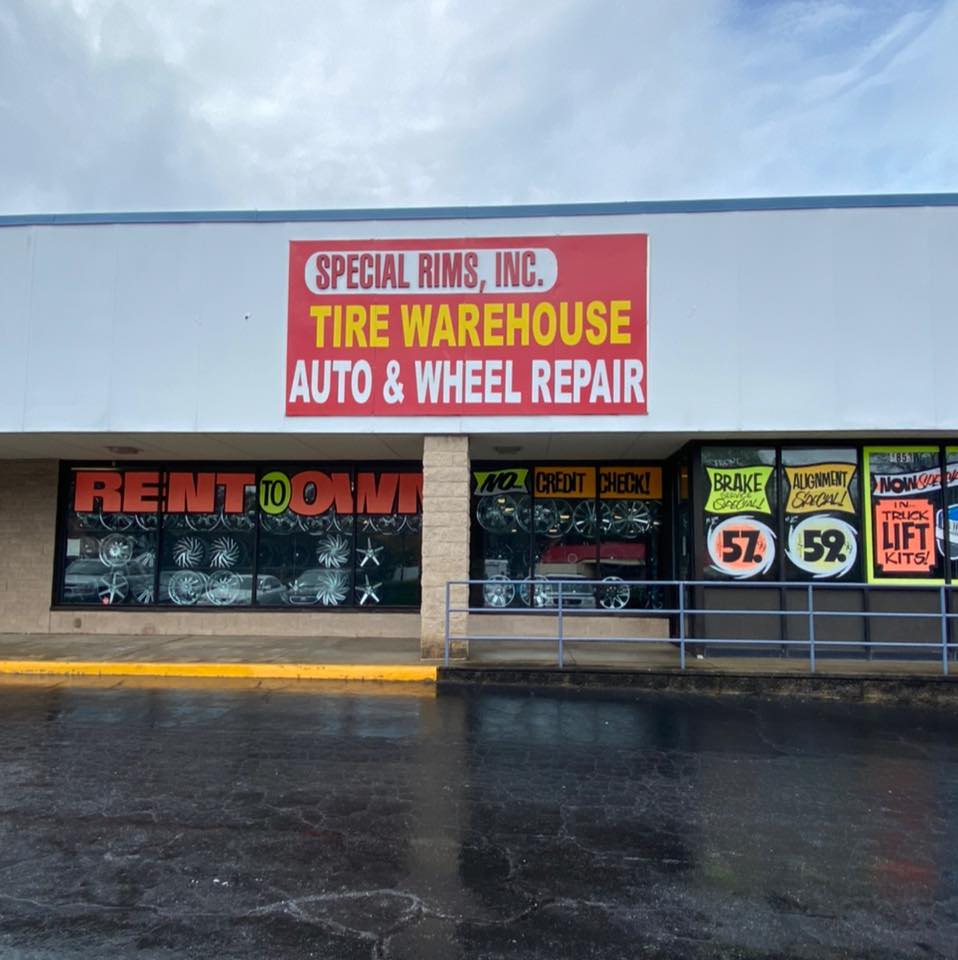 SPECIAL RIMS, INC.
TIRE WAREHOUSE
AUTO & WHEEL REPAIR
RENT TO OWN
NO CREDIT CHECK!
BRAKE
SPECIAL!
57
ALIGNMENT
SPECIAL!
59
85
NOW
IN
TRUCK
LIFT
KITS!